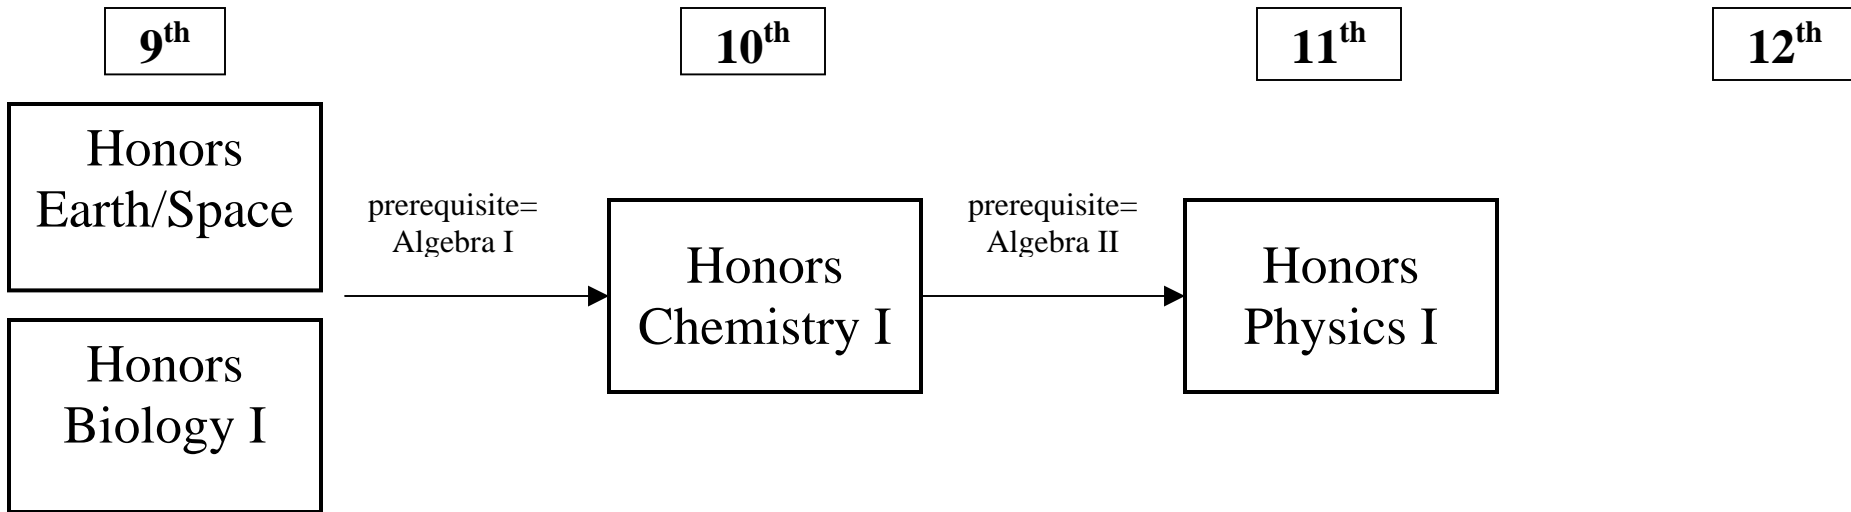 9th
10th
11th
12th
Honors
Earth/Space
prerequisite=
Algebra I
prerequisite=
Algebra II
Honors
Chemistry I
Honors
Physics I
Honors
Biology I